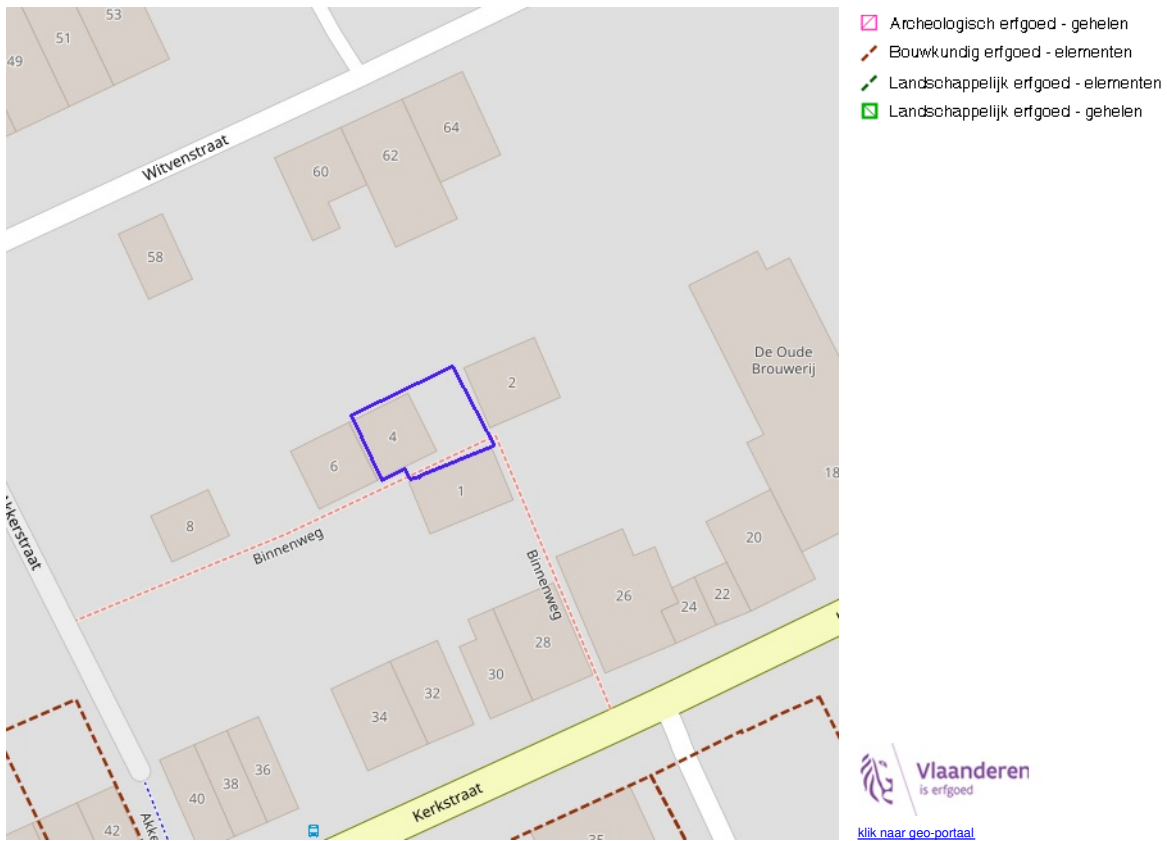 53
51
49
Witvenstraat
64
62
60
58
De Oude
Brouwerij
2
4
6
1
8
18
Akkerstraat
Binnenweg
Binnenweg
20
22
24
26
28
30
32
34
36
38
40
42
Kerkstraat
35
Archeologisch erfgoed - gehelen
Bouwkundig erfgoed - elementen
Landschappelijk erfgoed - elementen
Landschappelijk erfgoed - gehelen
Vlaanderen
is erfgoed
klik naar geo-portaal